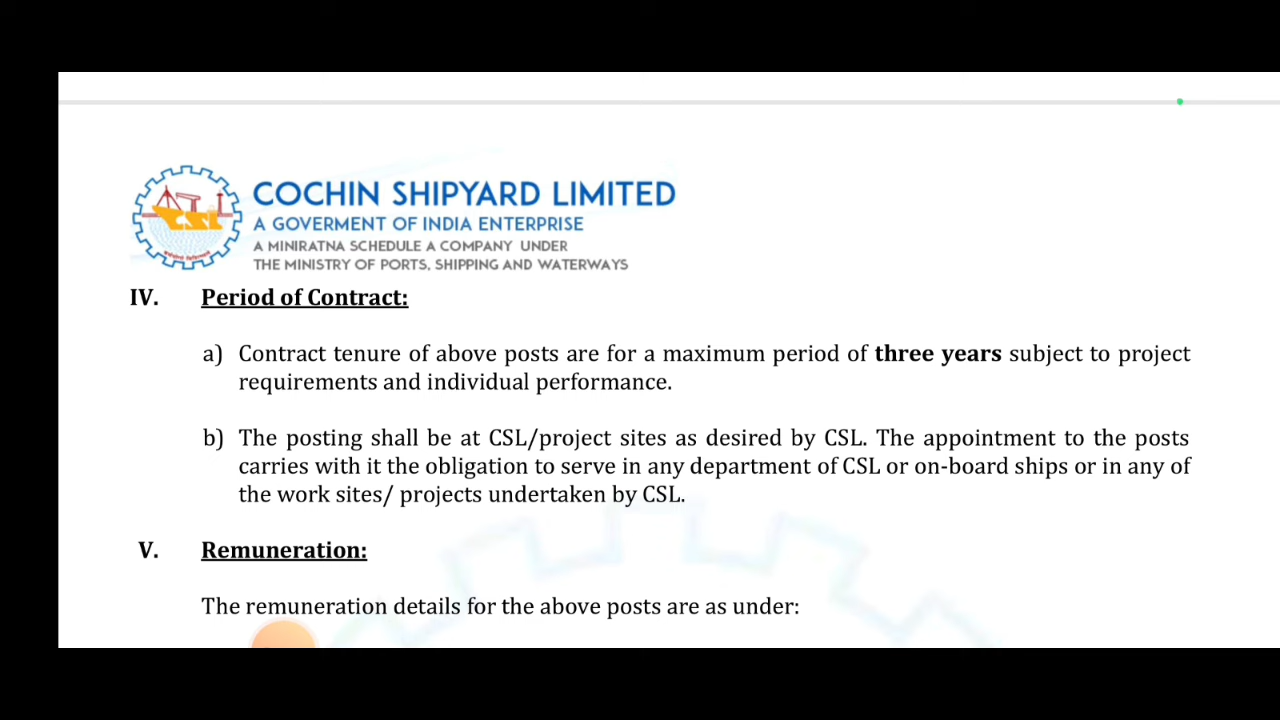 COCHIN SHIPYARD LIMITED
A GOVERMENT OF INDIA ENTERPRISE
A MINIRATNA SCHEDULE A COMPANY UNDER
THE MINISTRY OF PORTS, SHIPPING AND WATERWAYS
IV. Period of Contract:
a) Contract tenure of above posts are for a maximum period of three years subject to project
requirements and individual performance.
b) The posting shall be at CSL/project sites as desired by CSL. The appointment to the posts
carries with it the obligation to serve in any department of CSL or on-board ships or in any of
the work sites/ projects undertaken by CSL.
V. Remuneration:
The remuneration details for the above posts are as under: